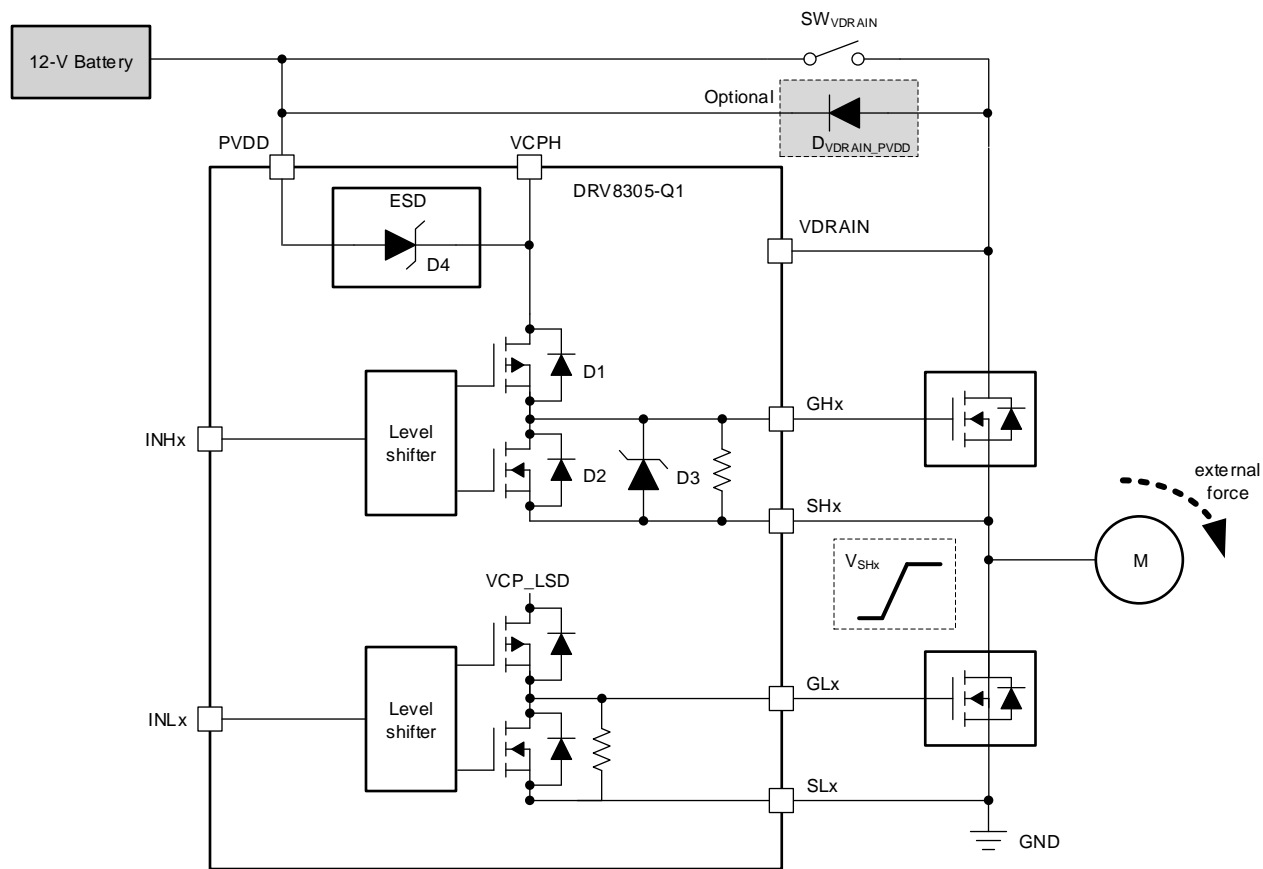 SWVDRAIN
12-V Battery
Optional
DVDRAIN_PVDD
PVDD
VCPH
ESD
D4
DRV8305-Q1
VDRAIN
D1
GHx
INHx
Level
shifter
D2
D3
SHx
external
force
M
VSHx
VCP_LSD
GLx
INLx
Level
shifter
SLx
GND